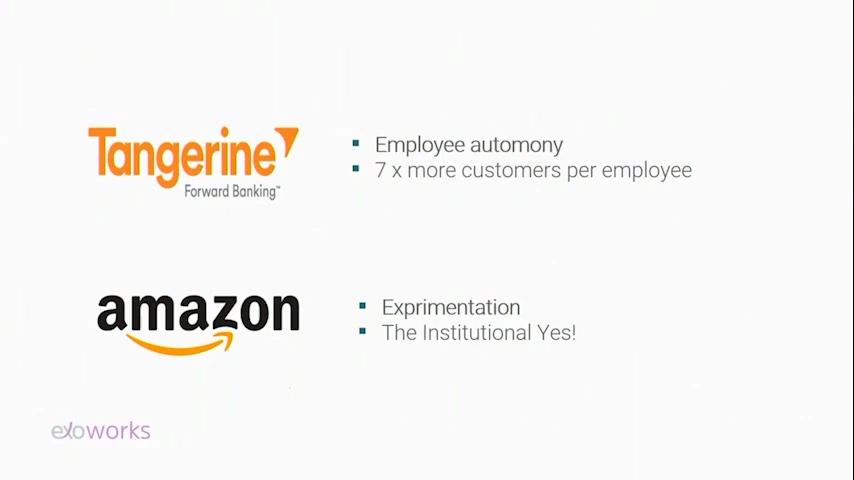 Tangerine
Forward Banking™
Employee automony
7 x more customers per employee
amazon
Exprimentation
The Institutional Yes!
exoworks